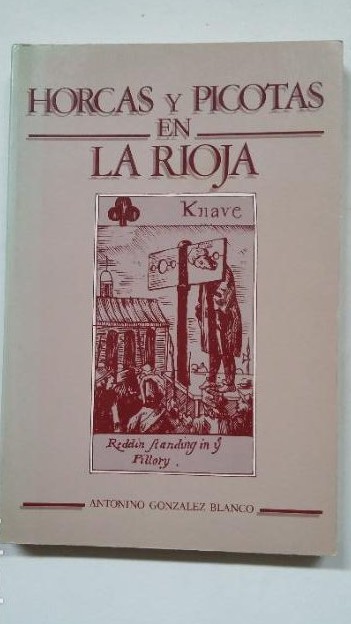 HORCAS Y PICOTAS
EN
LA RIOJA
Knave
Reddin standing in ẙ
Pillory.
ANTONINO GONZALEZ BLANCO